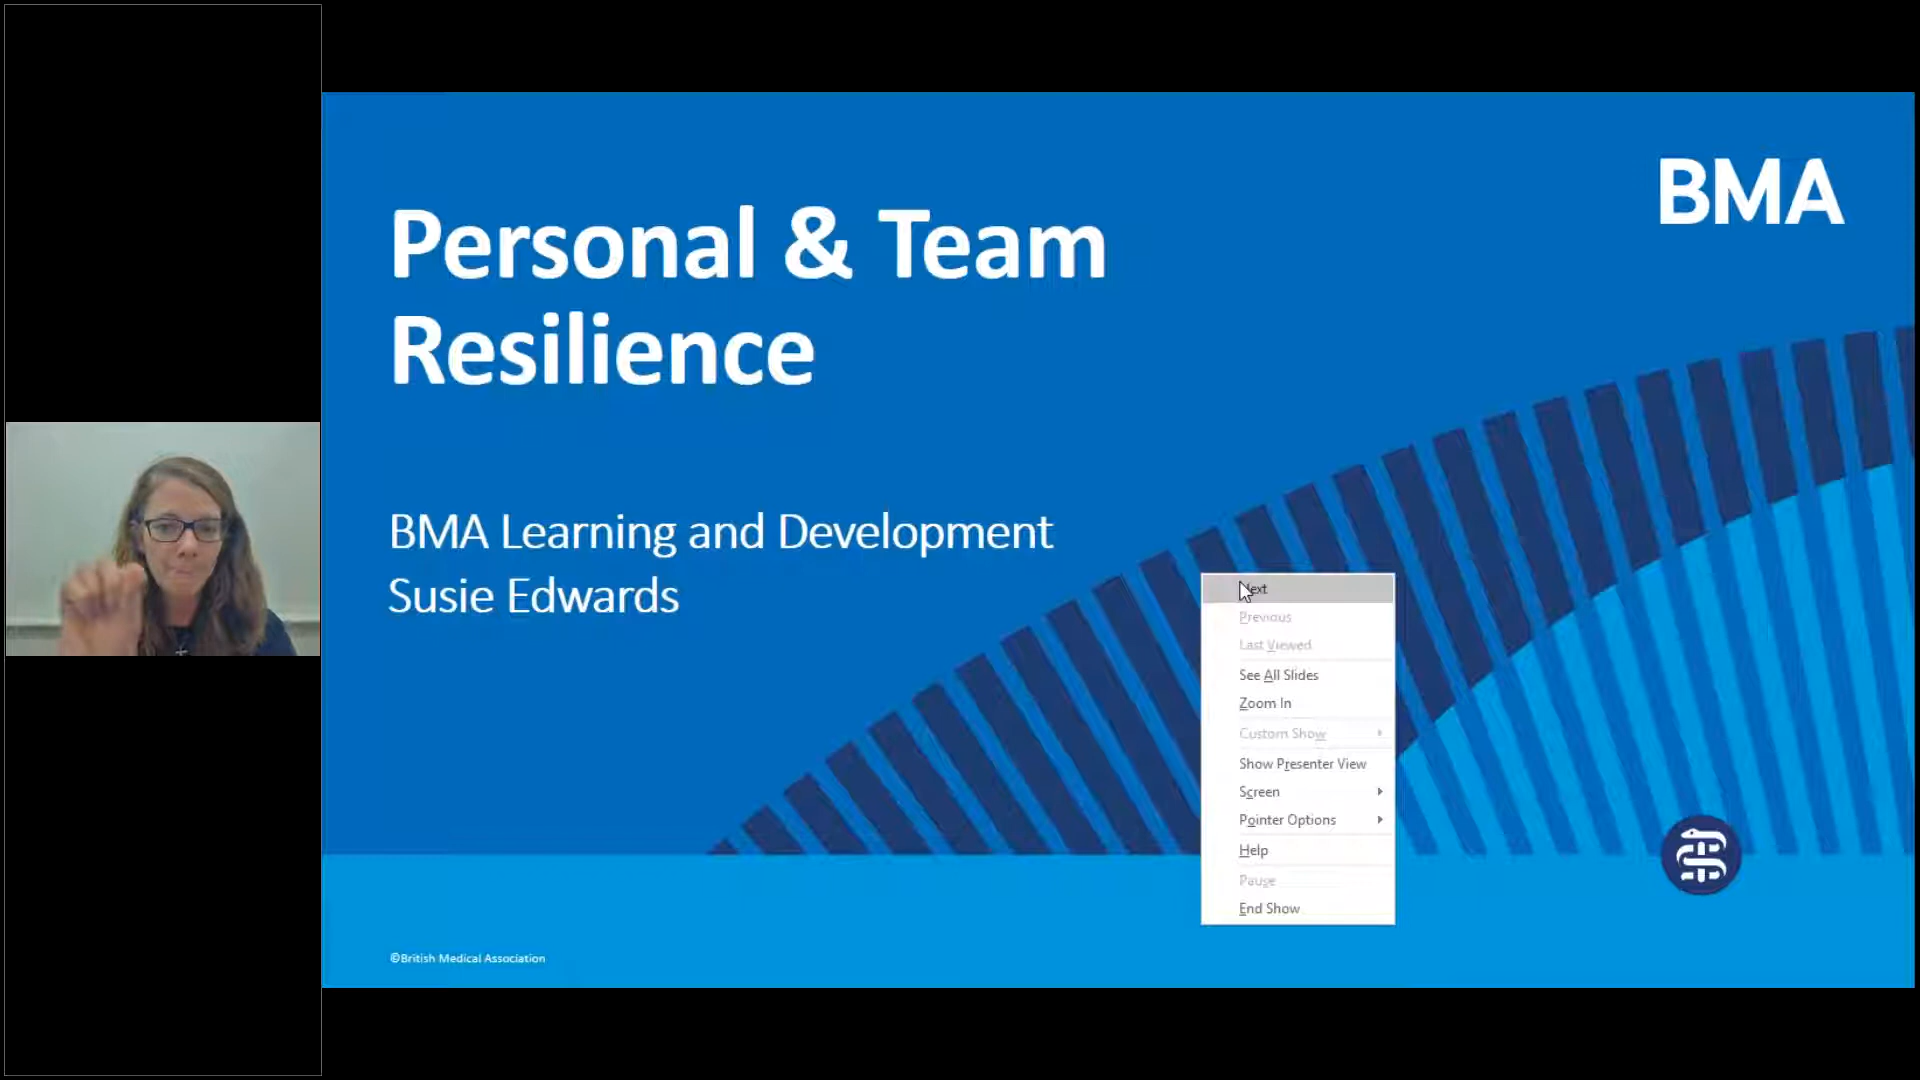 BMA
Personal & Team
Resilience
BMA Learning and Development
Susie Edwards
Previous
Last Viewed
See All Slides
Zoom In
Custom Show
Show Presenter View
Screen
Pointer Options
Help
Pause
End Show
©British Medical Association